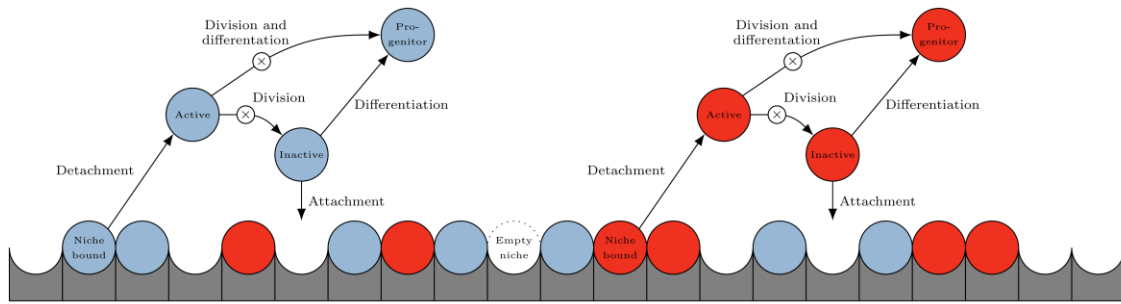 Division and
differentation
Pro-
genitor
Division
Active
Differentiation
Inactive
Detachment
Attachment
Niche
bound
Empty
niche
Division and
differentation
Pro-
genitor
Division
Active
Differentiation
Inactive
Detachment
Attachment
Niche
bound